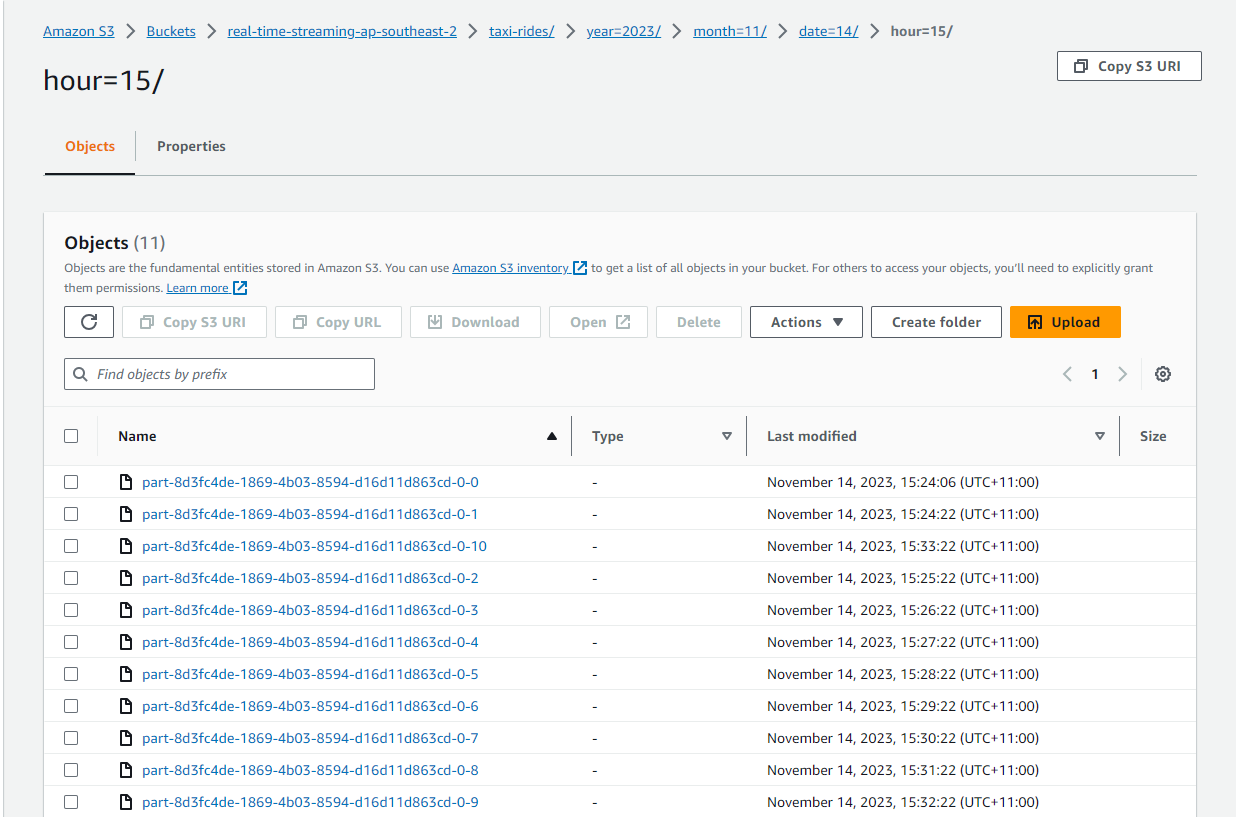 Amazon S3 > Buckets > real-time-streaming-ap-southeast-2 > taxi-rides/ > year=2023/ > month=11/ > date=14/ > hour=15/
hour=15/
Copy S3 URI
Objects Properties
Objects (11)
Objects are the fundamental entities stored in Amazon S3. You can use Amazon S3 inventory to get a list of all objects in your bucket. For others to access your objects, you'll need to explicitly grant
them permissions. Learn more
Copy S3 URI Copy URL Download Open Delete Actions Create folder Upload
Find objects by prefix 1
Name Type Last modified Size
part-8d3fc4de-1869-4b03-8594-d16d11d863cd-0-0 - November 14, 2023, 15:24:06 (UTC+11:00)
part-8d3fc4de-1869-4b03-8594-d16d11d863cd-0-1 - November 14, 2023, 15:24:22 (UTC+11:00)
part-8d3fc4de-1869-4b03-8594-d16d11d863cd-0-10 - November 14, 2023, 15:33:22 (UTC+11:00)
part-8d3fc4de-1869-4b03-8594-d16d11d863cd-0-2 - November 14, 2023, 15:25:22 (UTC+11:00)
part-8d3fc4de-1869-4b03-8594-d16d11d863cd-0-3 - November 14, 2023, 15:26:22 (UTC+11:00)
part-8d3fc4de-1869-4b03-8594-d16d11d863cd-0-4 - November 14, 2023, 15:27:22 (UTC+11:00)
part-8d3fc4de-1869-4b03-8594-d16d11d863cd-0-5 - November 14, 2023, 15:28:22 (UTC+11:00)
part-8d3fc4de-1869-4b03-8594-d16d11d863cd-0-6 - November 14, 2023, 15:29:22 (UTC+11:00)
part-8d3fc4de-1869-4b03-8594-d16d11d863cd-0-7 - November 14, 2023, 15:30:22 (UTC+11:00)
part-8d3fc4de-1869-4b03-8594-d16d11d863cd-0-8 - November 14, 2023, 15:31:22 (UTC+11:00)
part-8d3fc4de-1869-4b03-8594-d16d11d863cd-0-9 - November 14, 2023, 15:32:22 (UTC+11:00)